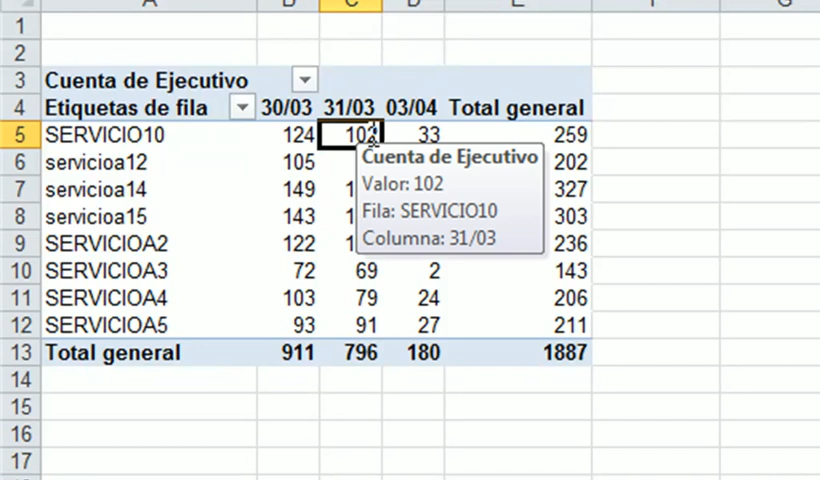 A B C D E
1
2
3 Cuenta de Ejecutivo
4 Etiquetas de fila 30/03 31/03 03/04 Total general
5 SERVICIO10 124 102 33 259
6 servicioa12 105 202
7 servicioa14 149 1 327
8 servicioa15 143 1 303
9 SERVICIOA2 122 1 236
10 SERVICIOA3 72 69 2 143
11 SERVICIOA4 103 79 24 206
12 SERVICIOA5 93 91 27 211
13 Total general 911 796 180 1887
14
15
16
17
Cuenta de Ejecutivo
Valor: 102
Fila: SERVICIO10
Columna: 31/03